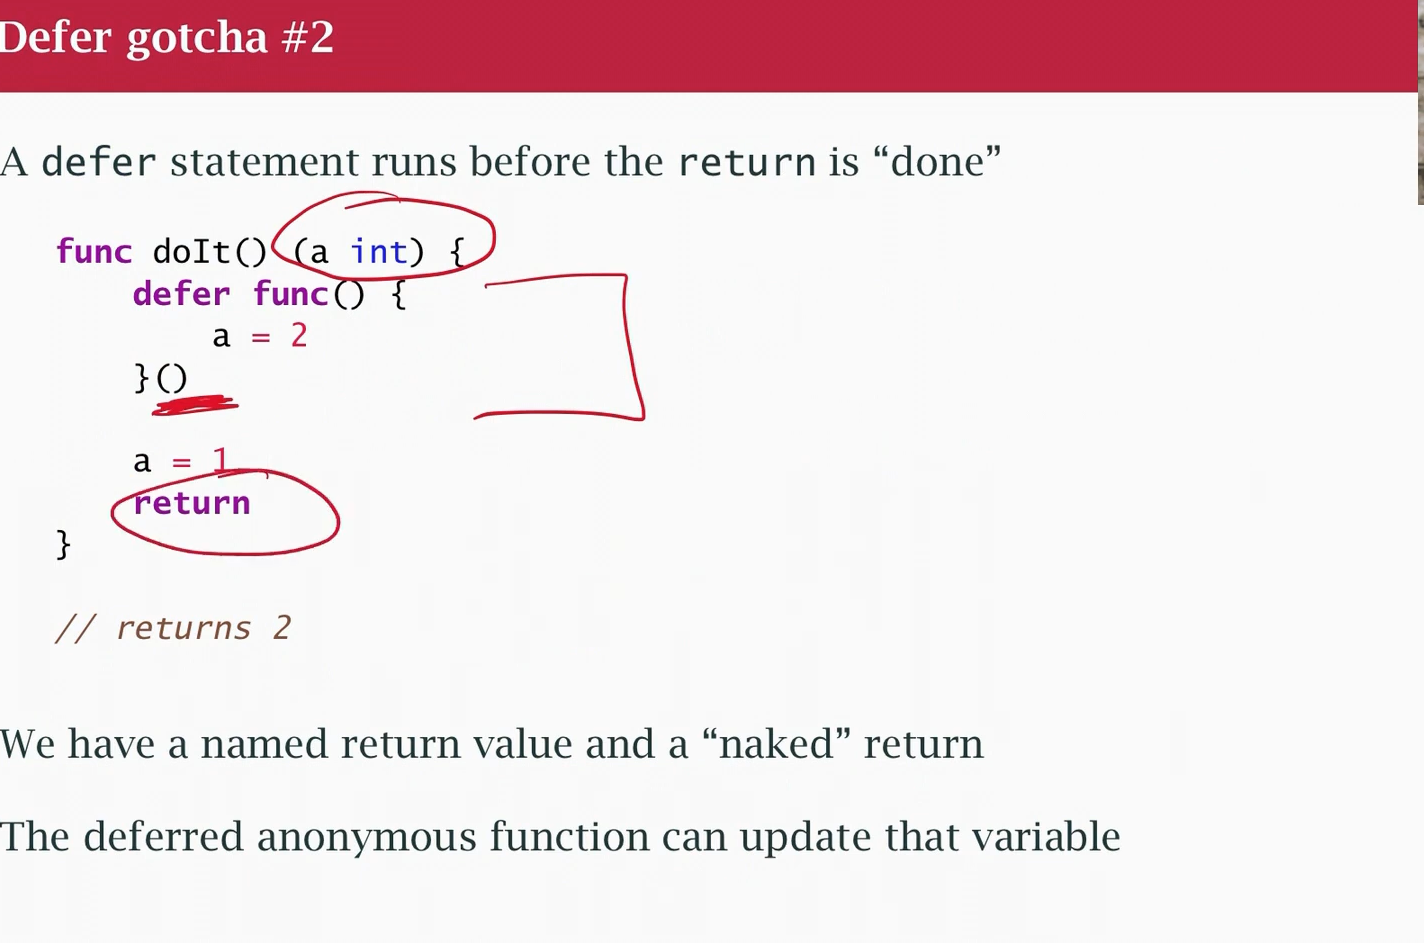 Defer gotcha #2
A defer statement runs before the return is “done”
func doIt() (a int) {
defer func() {
a = 2
}()
a = 1
return
}
// returns 2
We have a named return value and a “naked” return
The deferred anonymous function can update that variable